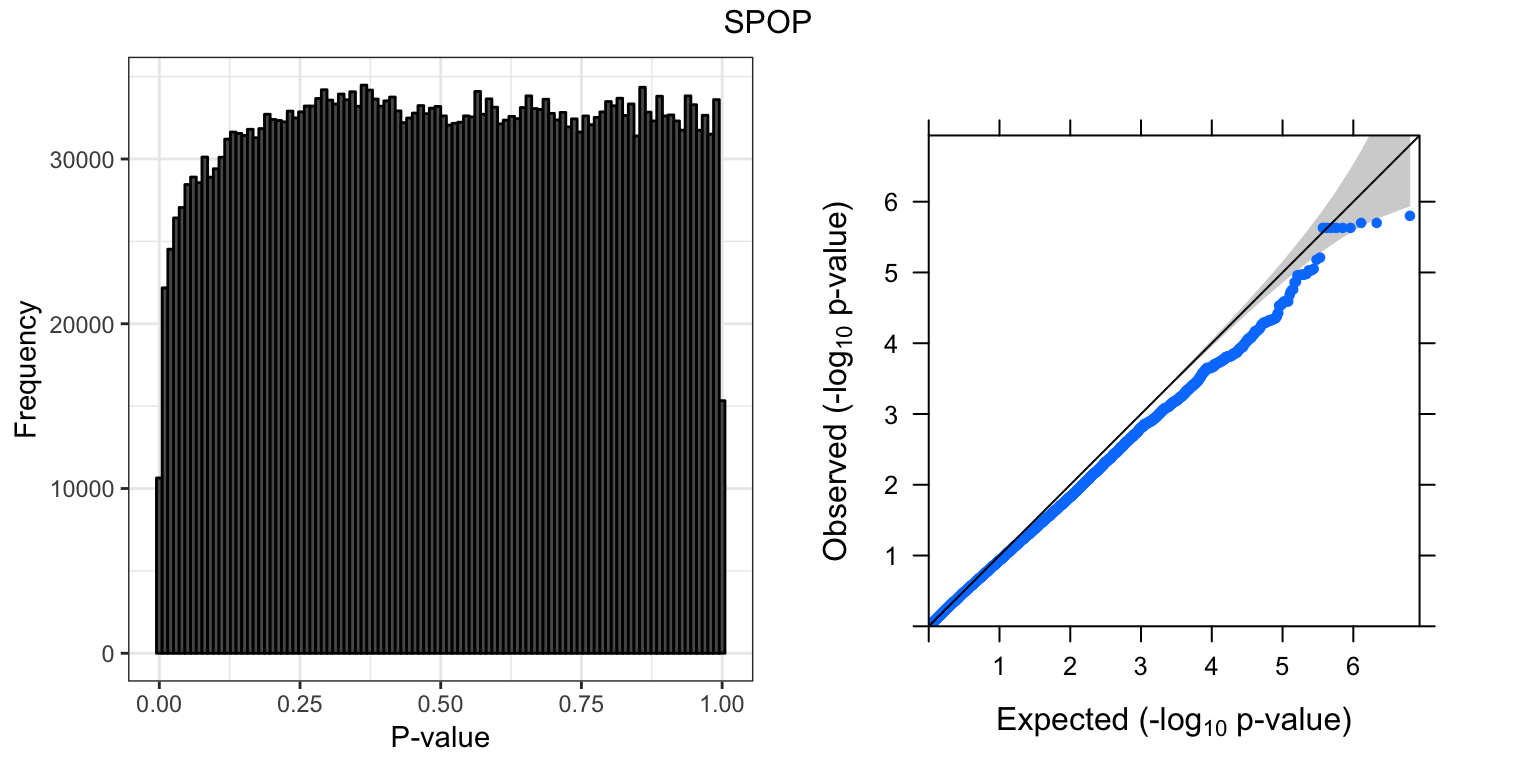 SPOP
Frequency
30000
20000
10000
0
0.00 0.25 0.50 0.75 1.00
P-value
Observed (-log10 p-value)
6
5
4
3
2
1
1 2 3 4 5 6
Expected (-log10 p-value)